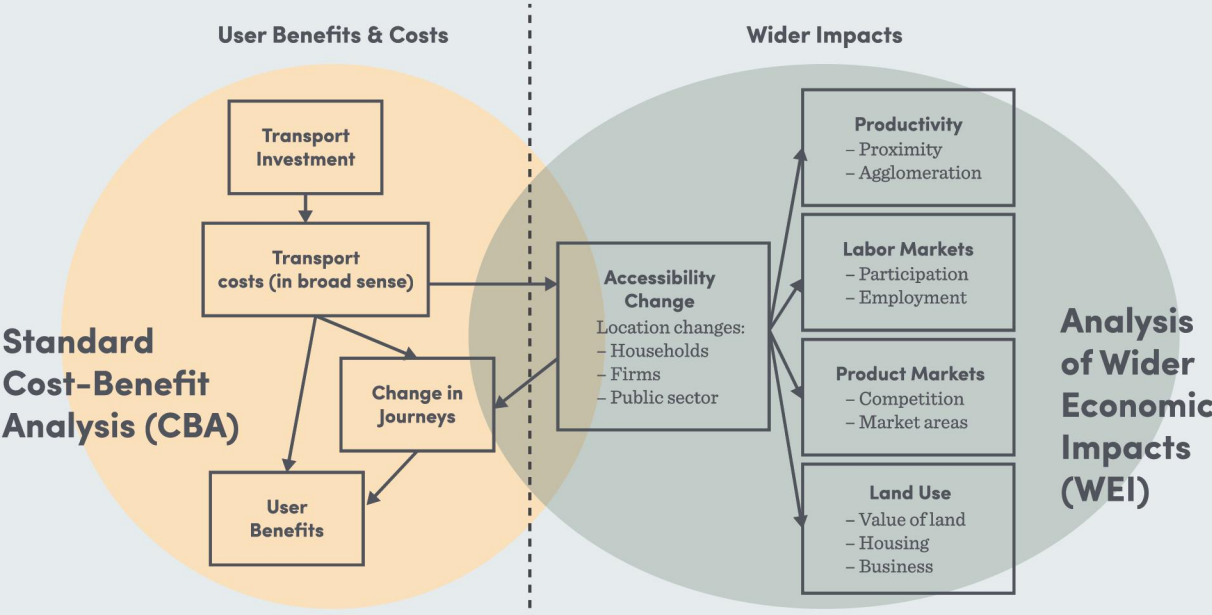 User Benefits & Costs
Wider Impacts
Transport
Investment
Transport
costs (in broad sense)
Standard
Cost-Benefit
Analysis (CBA)
Change in
Journeys
User
Benefits
Accessibility
Change
Location changes:
– Households
– Firms
– Public sector
Productivity
– Proximity
– Agglomeration
Labor Markets
– Participation
– Employment
Product Markets
– Competition
– Market areas
Land Use
– Value of land
– Housing
– Business
Analysis
of Wider
Economic
Impacts
(WEI)